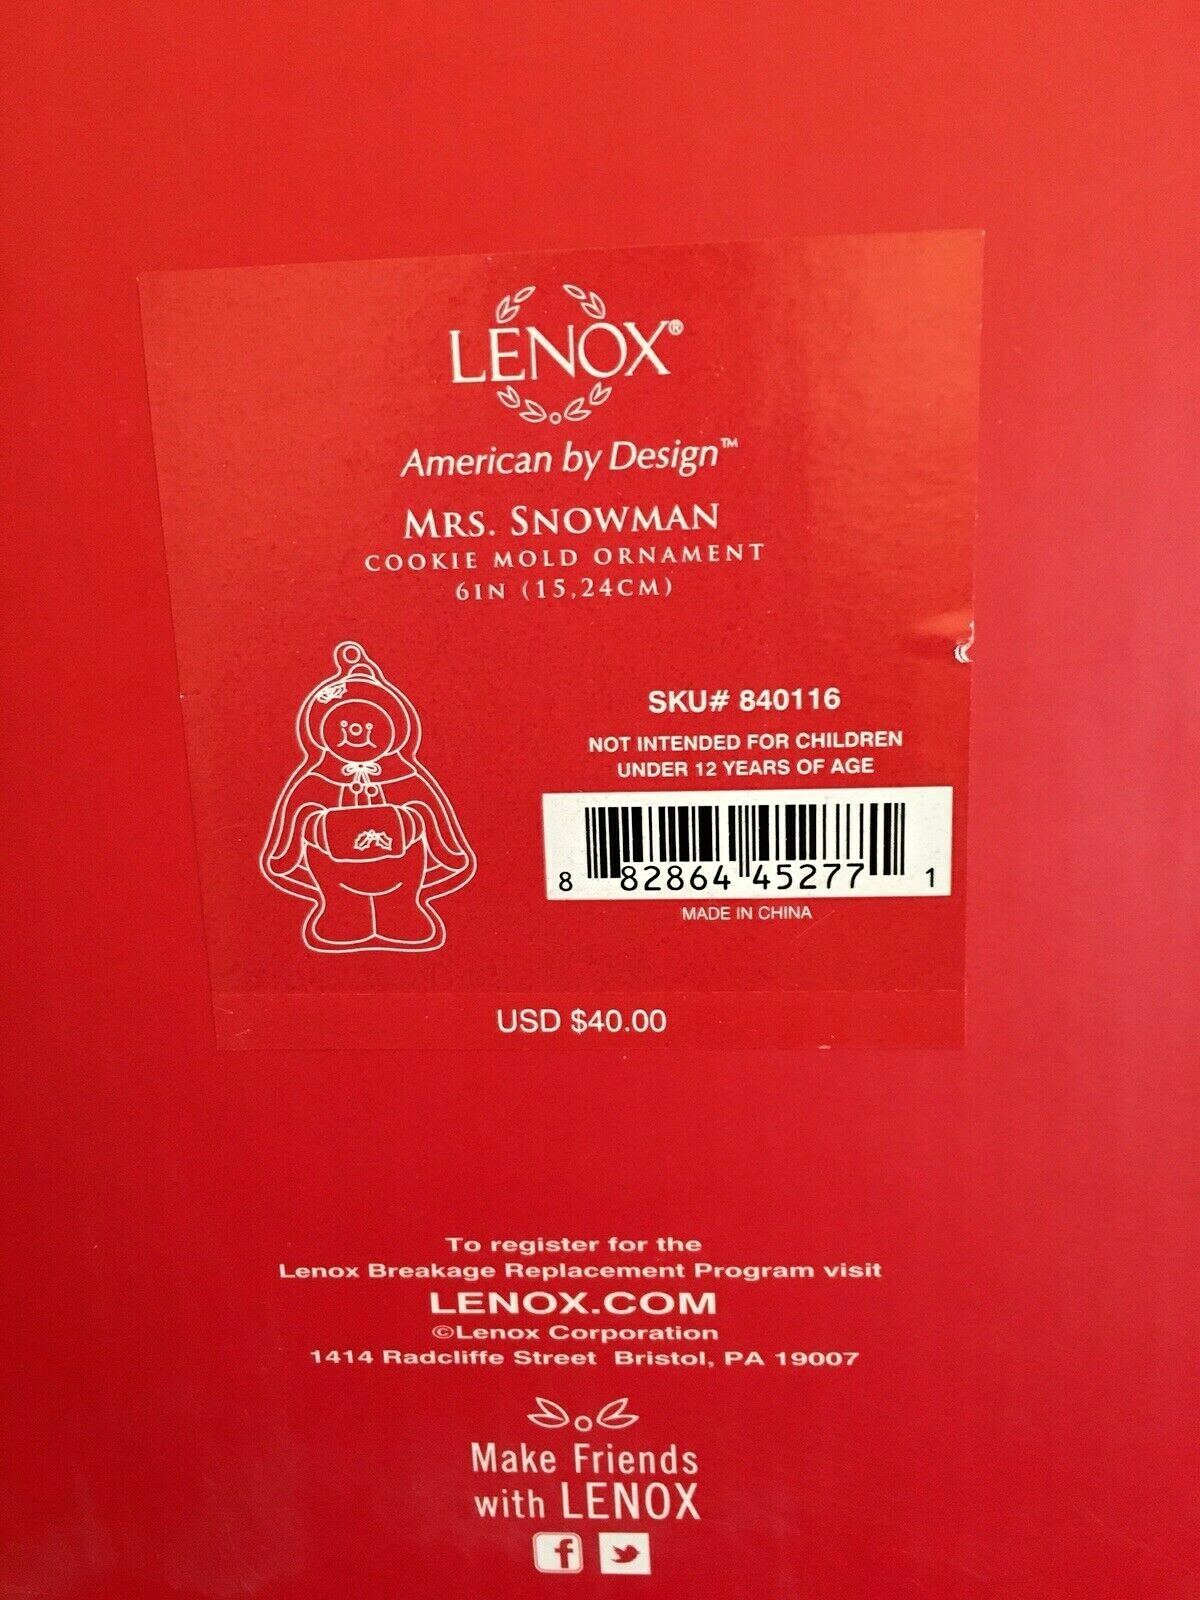 LENOX®
American by Design™
MRS. SNOWMAN
COOKIE MOLD ORNAMENT
6IN (15,24CM)
SKU# 840116
NOT INTENDED FOR CHILDREN
UNDER 12 YEARS OF AGE
8 82864 45277 1
MADE IN CHINA
USD $40.00
To register for the
Lenox Breakage Replacement Program visit
LENOX.COM
©Lenox Corporation
1414 Radcliffe Street Bristol, PA 19007
Make Friends
with LENOX
f